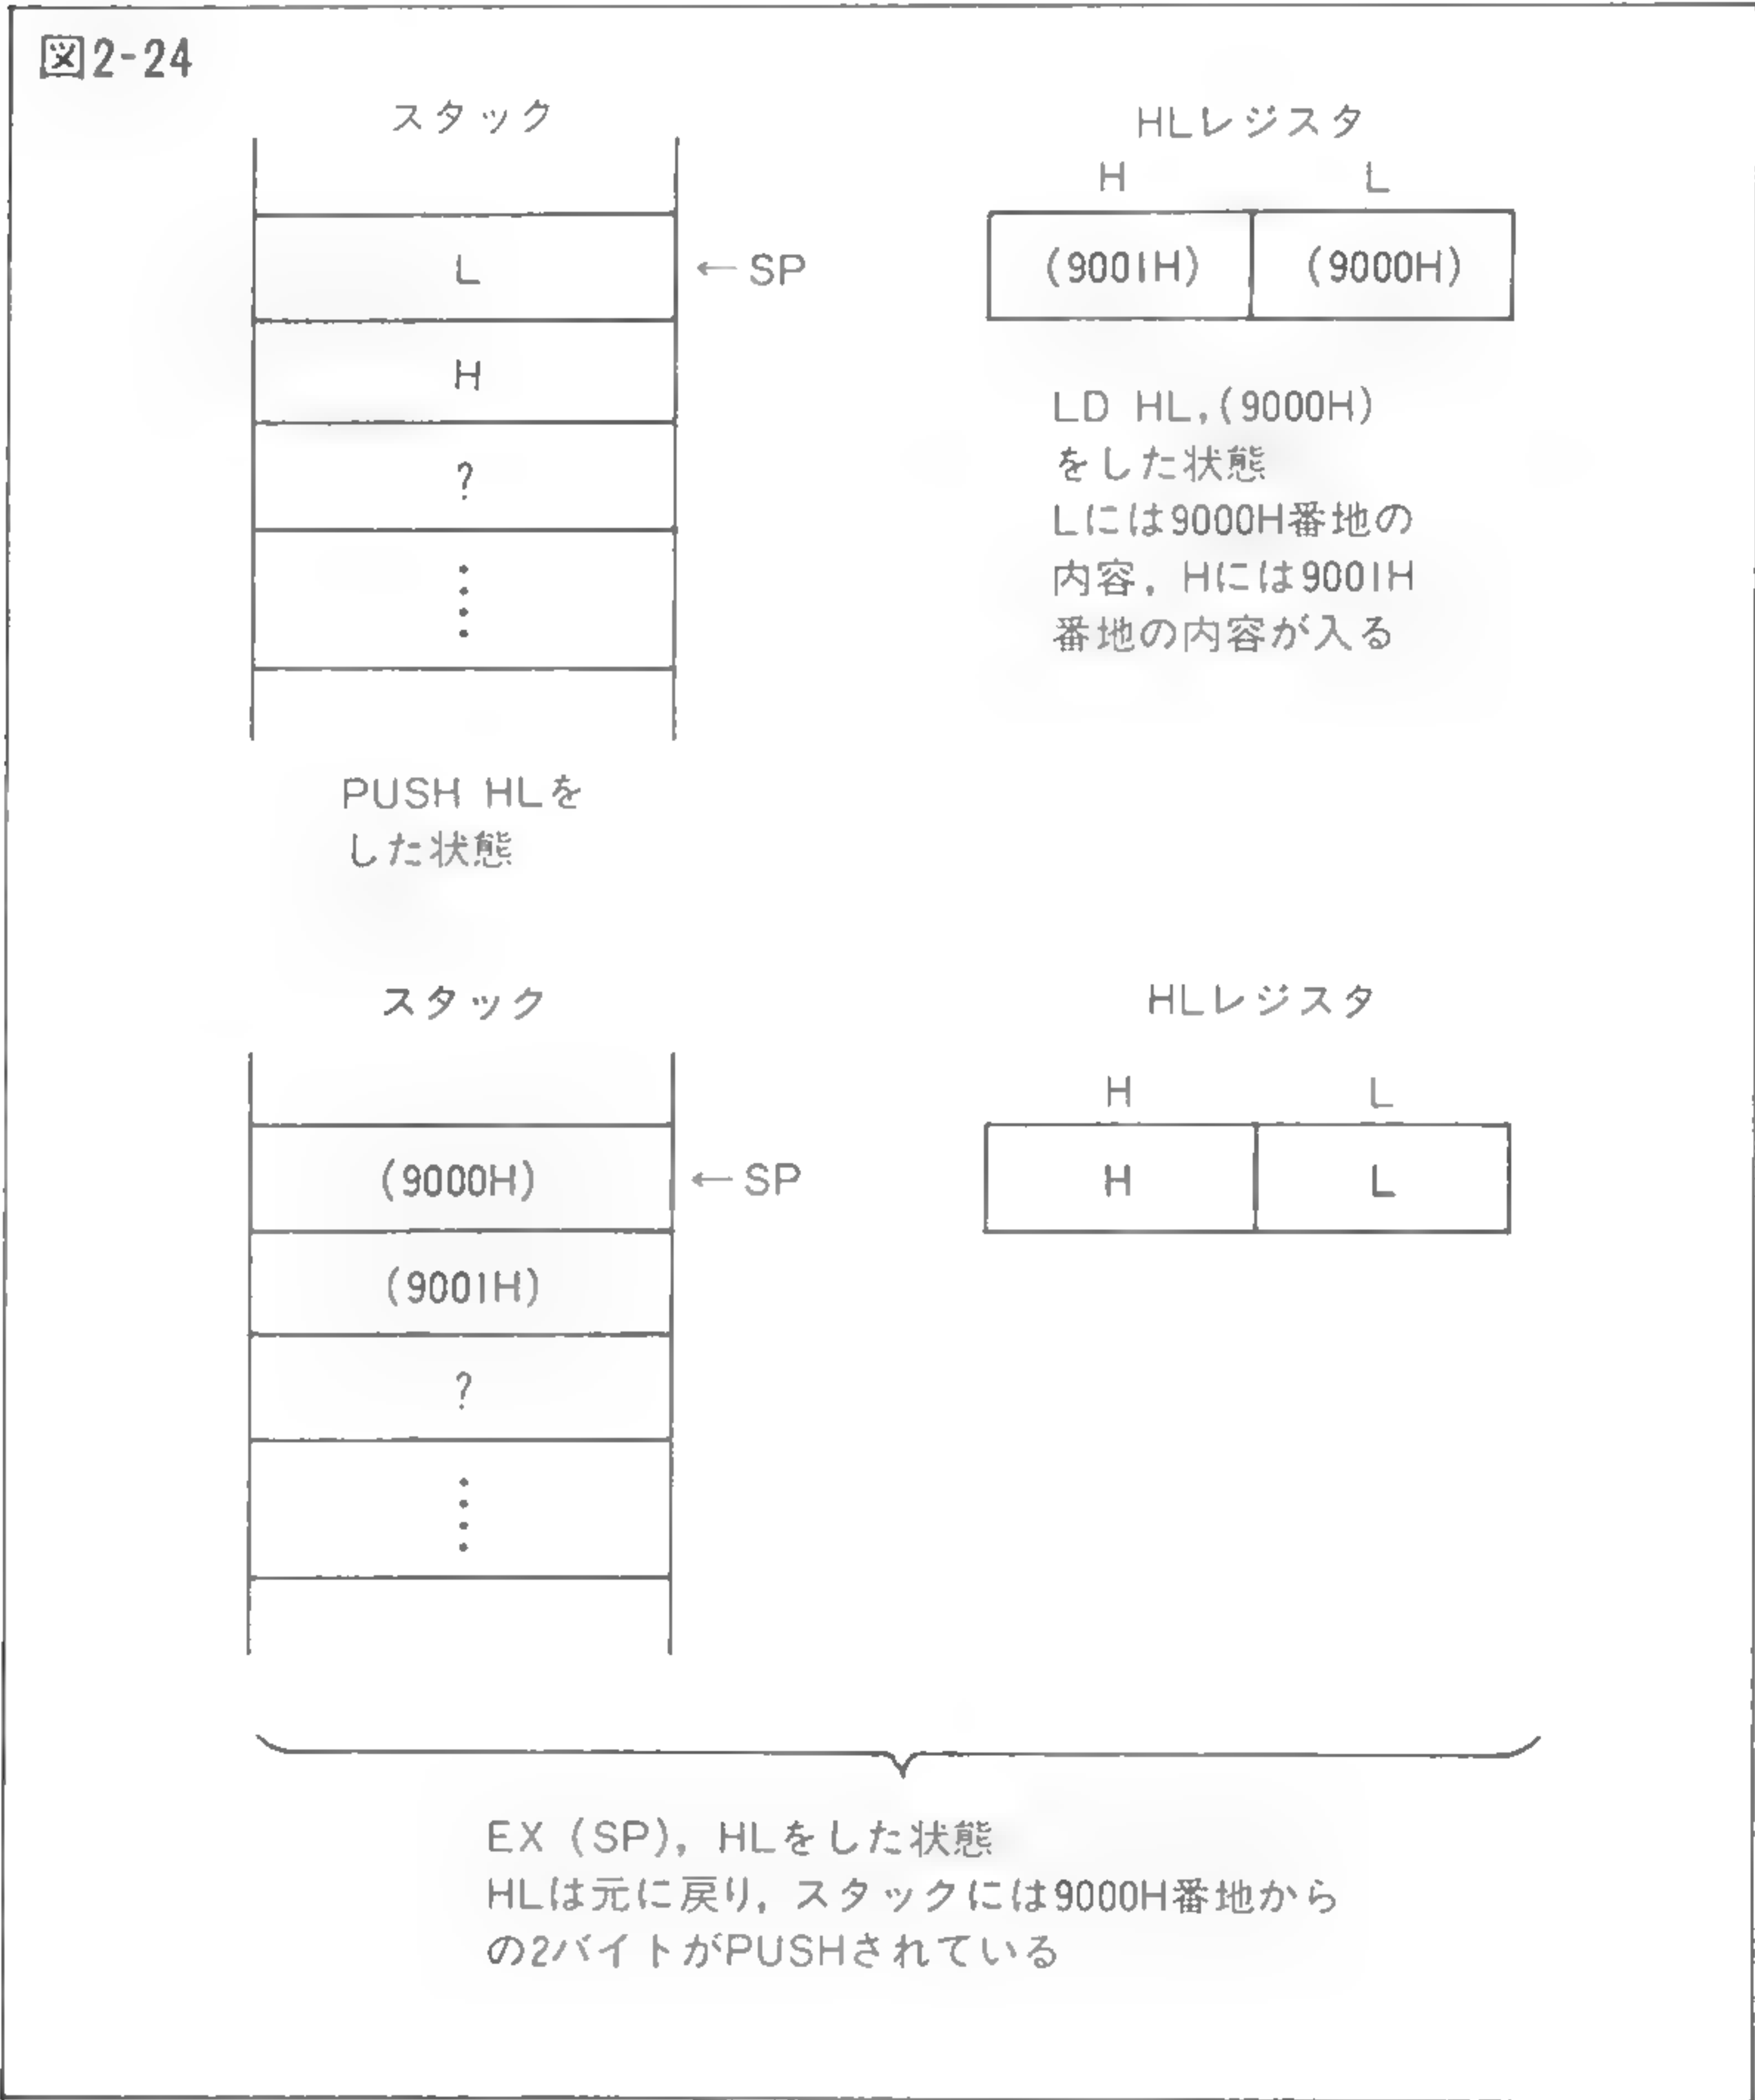 図2-24
スタック
L
←SP
H
?
PUSH HLを
した状態
HLレジスタ
H L
(9001H) (9000H)
LD HL,(9000H)
をした状態
Lには9000H番地の
内容，Hには9001H
番地の内容が入る
スタック
(9000H)
←SP
(9001H)
?
HLレジスタ
H L
H L
EX (SP), HLをした状態
HLは元に戻り，スタックには9000H番地から
の2バイトがPUSHされている